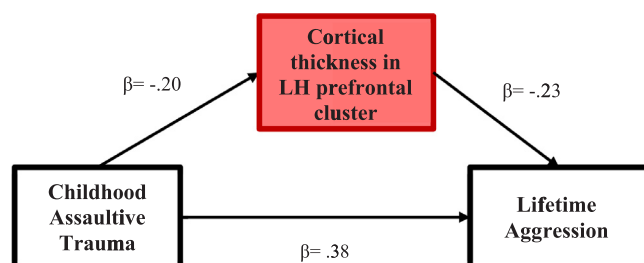 Cortical
thickness in
LH prefrontal
cluster
β= -.20
β= -.23
Childhood
Assaultive
Trauma
Lifetime
Aggression
β= .38